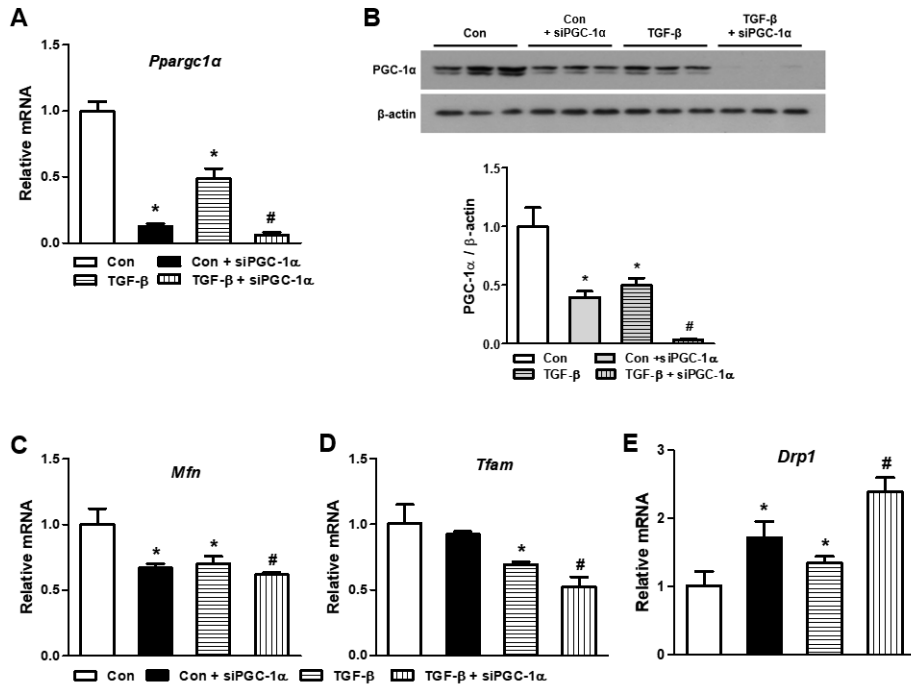 A
Ppargc1α
Relative mRNA
1.5
1.0
0.5
0.0
*
*
#
Con
Con + siPGC-1α
TGF-β
TGF-β + siPGC-1α
B
Con
Con
+ siPGC-1α
TGF-β
TGF-β
+ siPGC-1α
PGC-1α
β-actin
PGC-1α / β-actin
1.5
1.0
0.5
0.0
*
*
#
Con
Con +siPGC-1α
TGF-β
TGF-β + siPGC-1α
C
Mfn
Relative mRNA
1.5
1.0
0.5
0.0
*
*
#
D
Tfam
Relative mRNA
1.5
1.0
0.5
0.0
*
#
E
Drp1
Relative mRNA
3
2
1
0
*
*
#
Con
Con + siPGC-1α
TGF-β
TGF-β + siPGC-1α